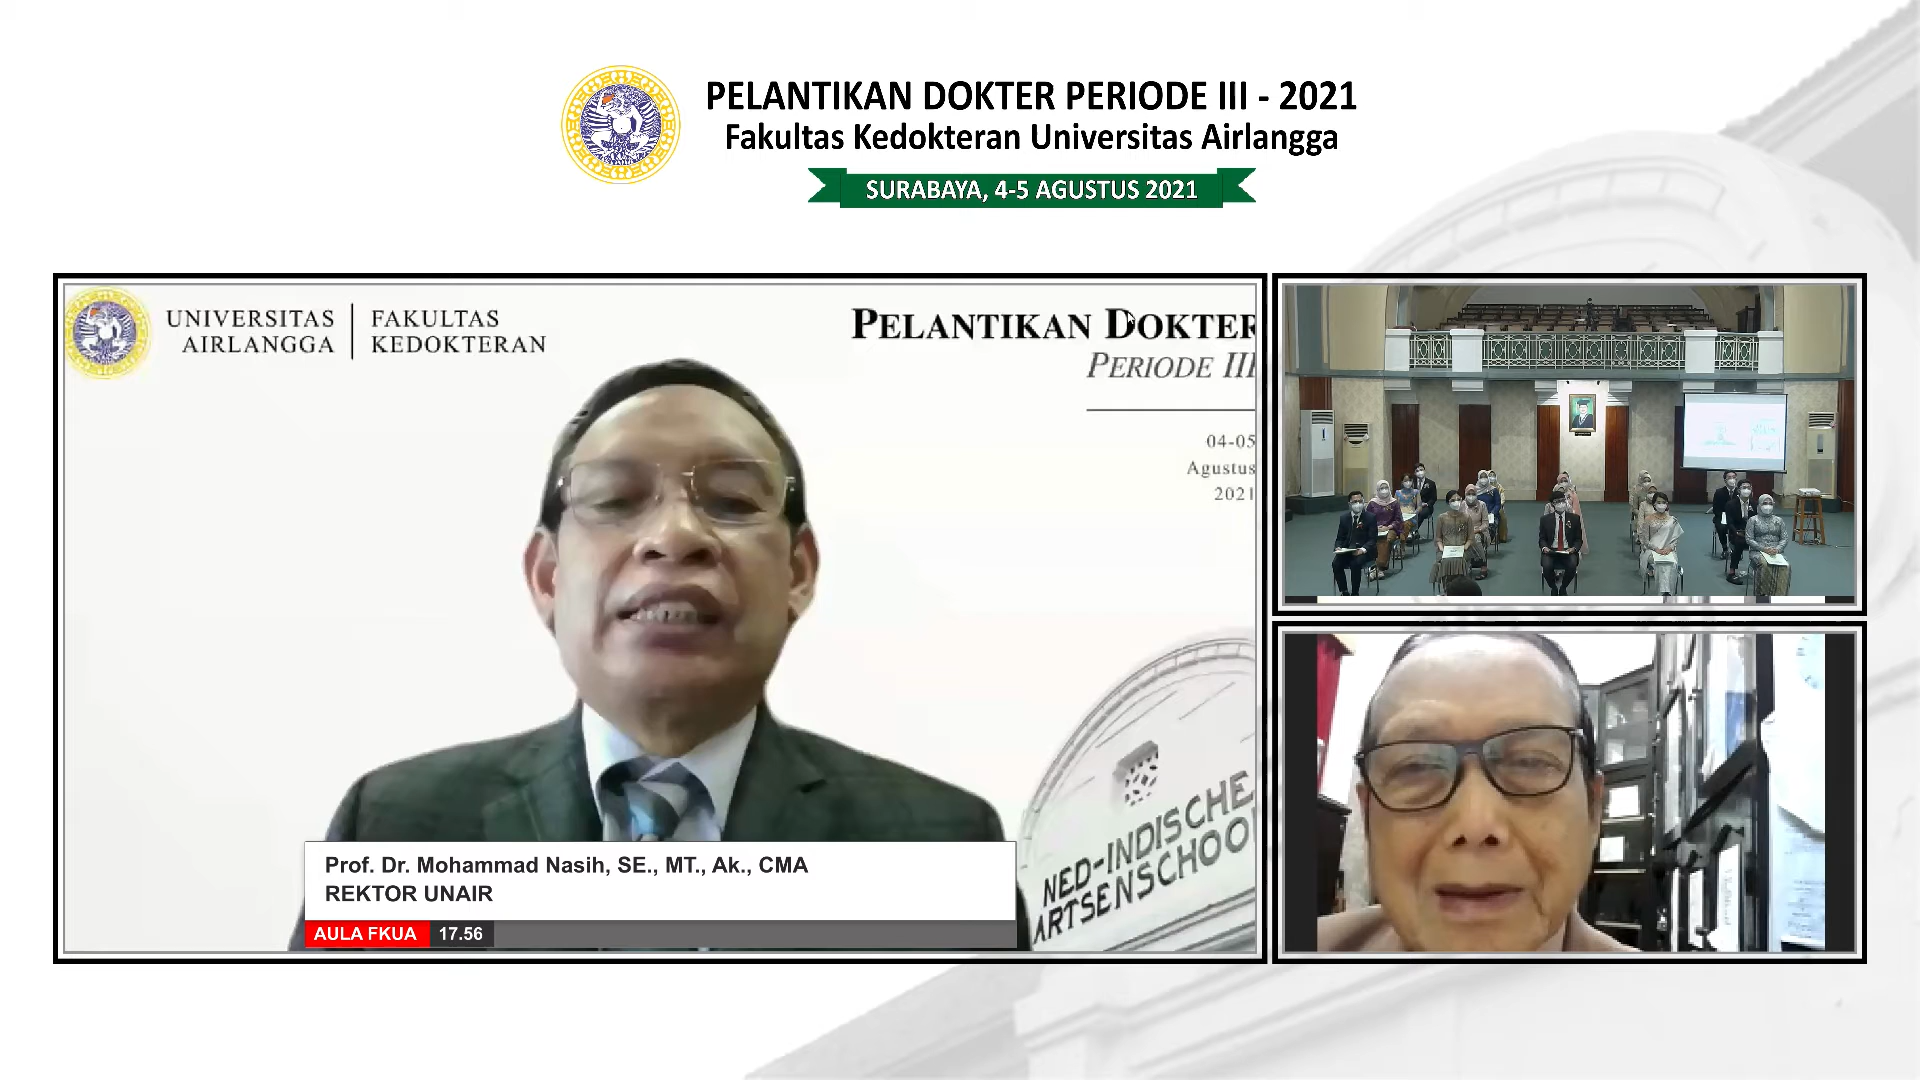 PELANTIKAN DOKTER PERIODE III - 2021
Fakultas Kedokteran Universitas Airlangga
SURABAYA, 4-5 AGUSTUS 2021
UNIVERSITAS AIRLANGGA
FAKULTAS KEDOKTERAN
PELANTIKAN DOKTER
PERIODE III
04-05
Agustus
2021
NED-INDISCHE
ARTSENSCHOO
Prof. Dr. Mohammad Nasih, SE., MT., Ak., CMA
REKTOR UNAIR
AULA FKUA 17.56